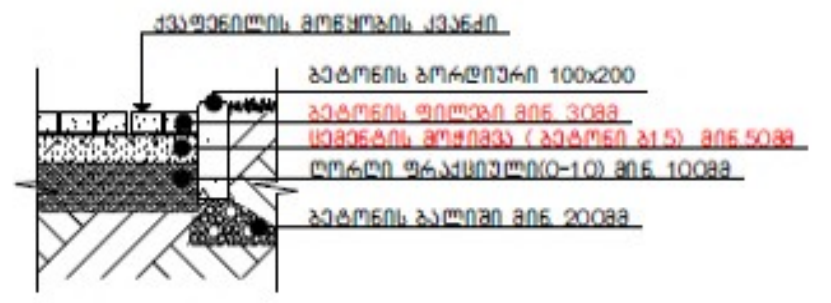 ქვაფენილის მოწყობის კვანძი
ბეტონის ბორდიური 100x200
ბეტონის ფილები მინ. 30მმ
ცემენტის მოჭიმვა ( ბეტონი ბ15) მინ.50მმ
ღორღი ფრაქციული(0-10) მინ. 100მმ
ბეტონის ბალიში მინ. 200მმ